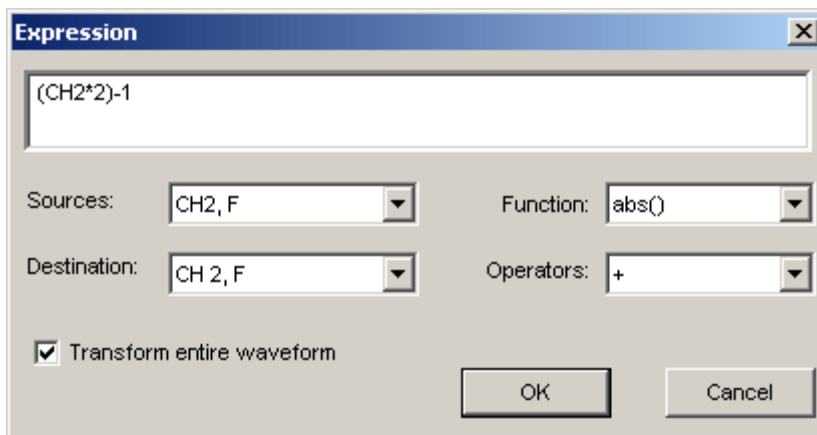 Expression
(CH2*2)-1
Sources: CH2, F Function: abs()
Destination: CH 2, F Operators: +
Transform entire waveform
OK Cancel